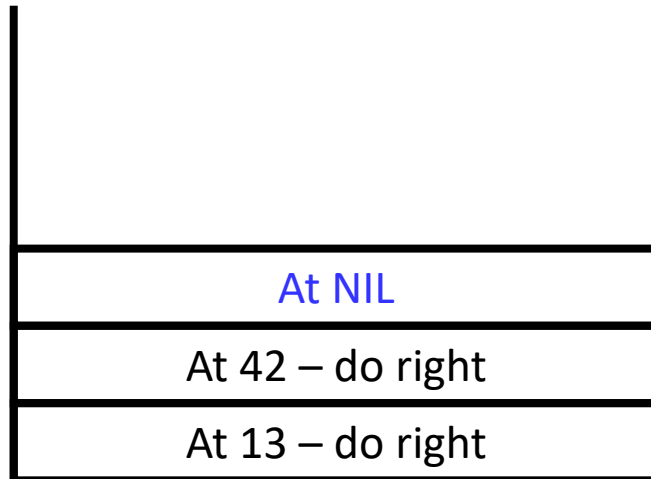 At NIL
At 42 – do right
At 13 – do right